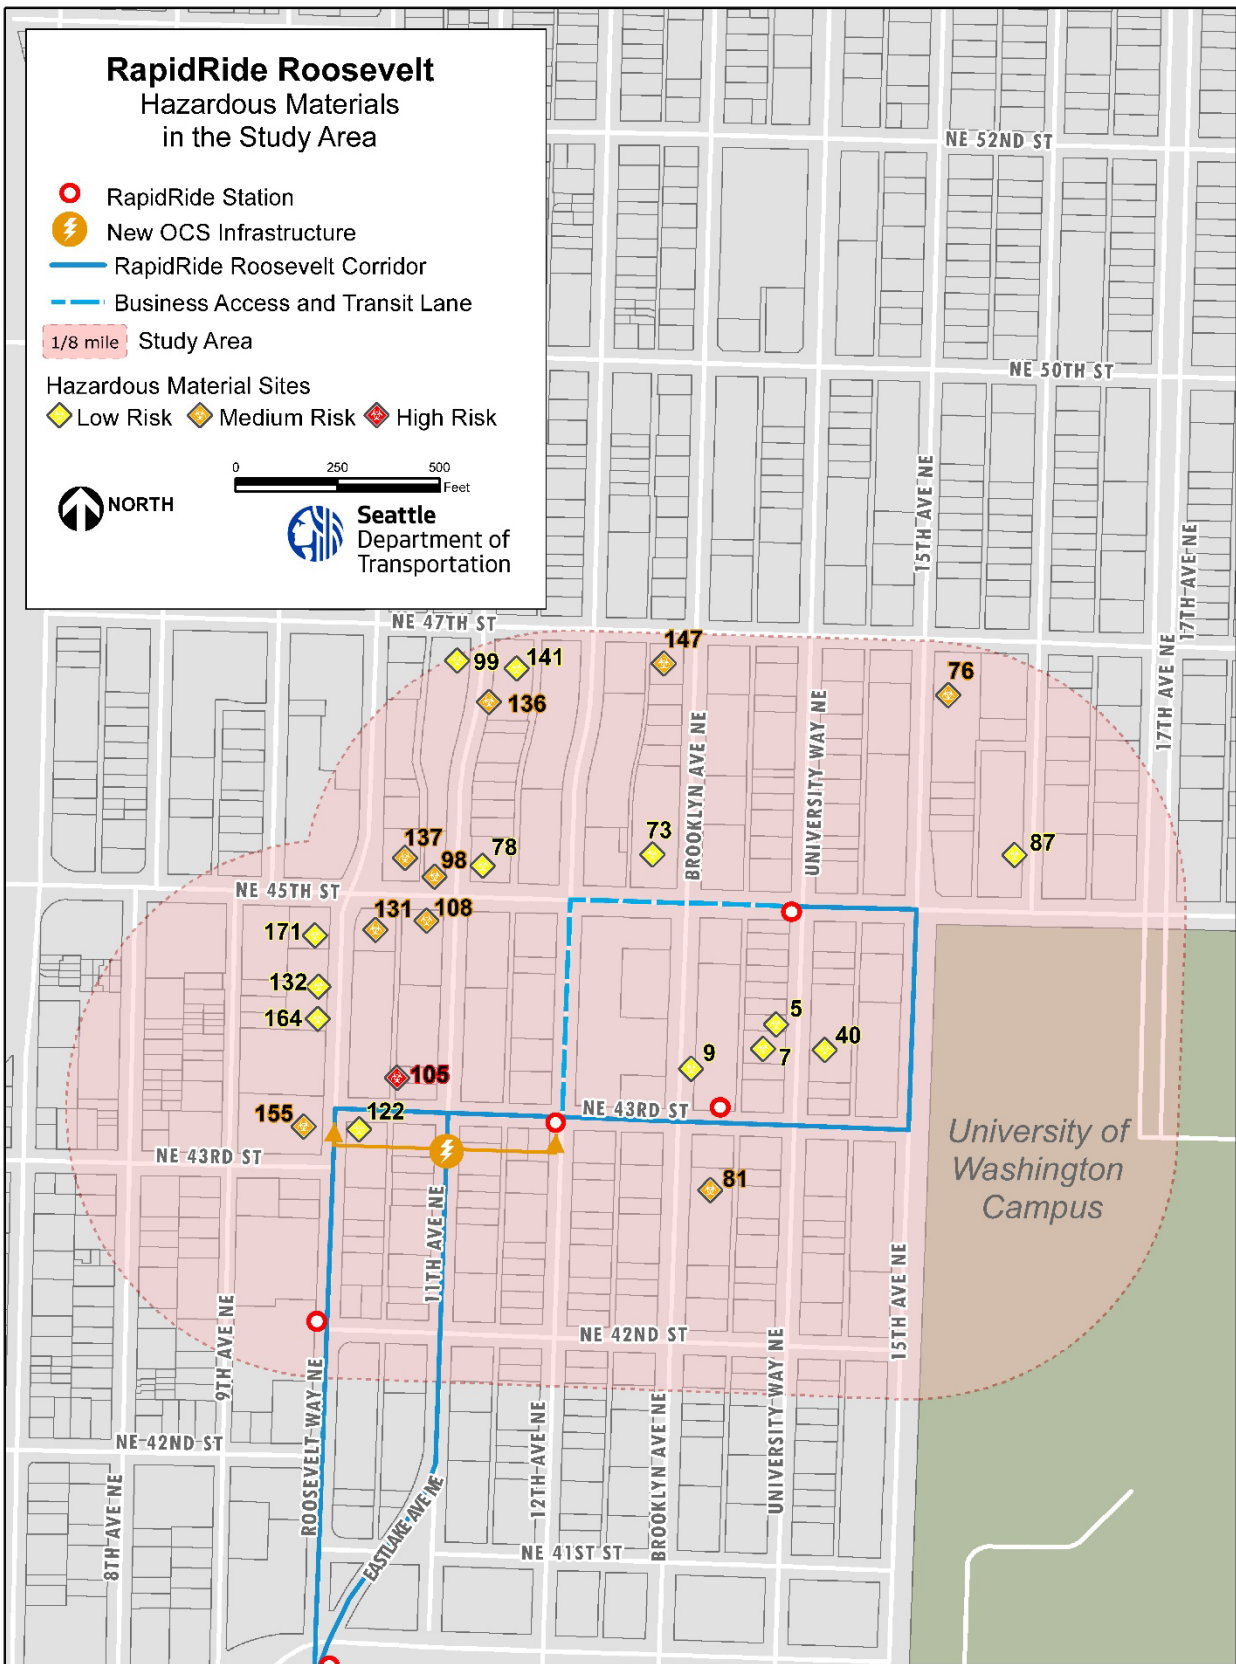 RapidRide Roosevelt
Hazardous Materials
in the Study Area
RapidRide Station
New OCS Infrastructure
RapidRide Roosevelt Corridor
Business Access and Transit Lane
1/8 mile Study Area
Hazardous Material Sites
Low Risk Medium Risk High Risk
0 250 500
Feet
NORTH
Seattle
Department of
Transportation
NE 52ND ST
NE 50TH ST
15TH AVE NE
17TH AVE NE
NE 47TH ST
147
99
141
136
76
17TH AVE NE
BROOKLYN AVE NE
UNIVERSITY WAY NE
137
98
78
73
87
NE 45TH ST
131
108
171
132
164
5
7
40
9
105
NE 43RD ST
122
155
NE 43RD ST
University of
Washington
Campus
81
11TH AVE NE
NE 42ND ST
15TH AVE NE
9TH AVE NE
UNIVERSITY WAY NE
ROOSEVELT WAY NE
12TH AVE NE
BROOKLYN AVE NE
NE 42ND ST
8TH AVE NE
EASTLAKE AVE NE
NE 41ST ST